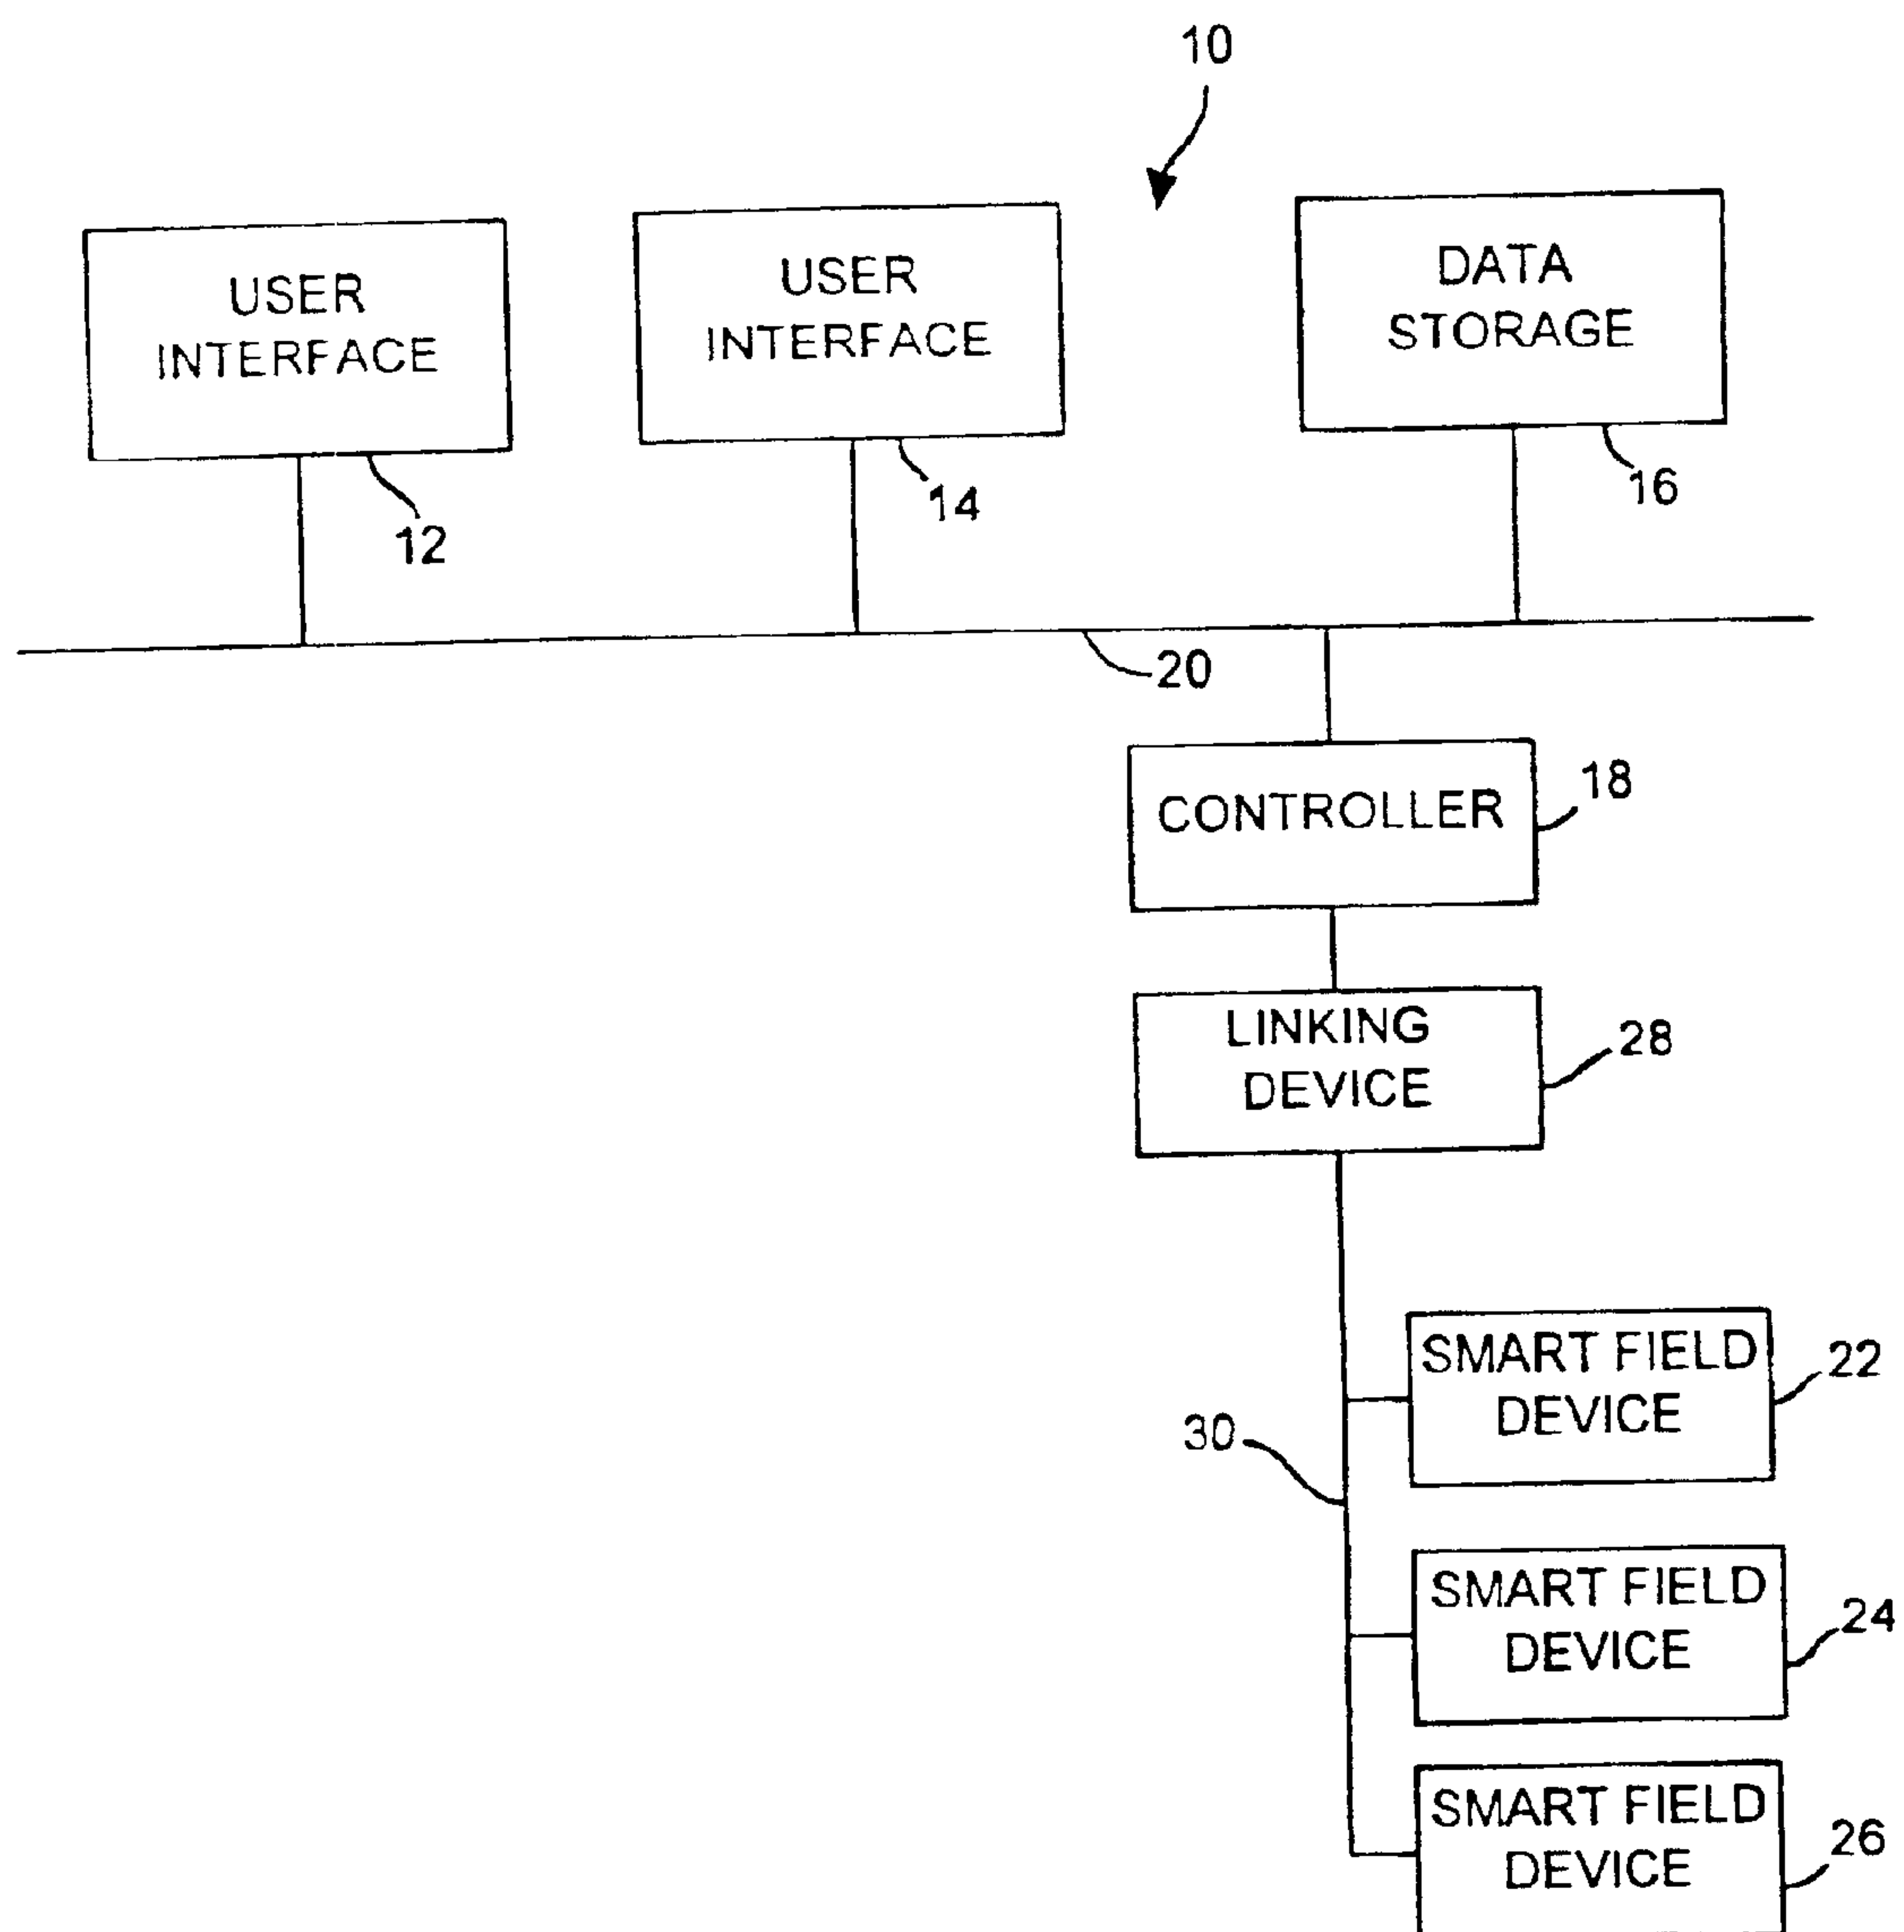 10
USER
INTERFACE
12
USER
INTERFACE
14
DATA
STORAGE
16
20
CONTROLLER
18
LINKING
DEVICE
28
30
SMART FIELD
DEVICE
22
SMART FIELD
DEVICE
24
SMART FIELD
DEVICE
26